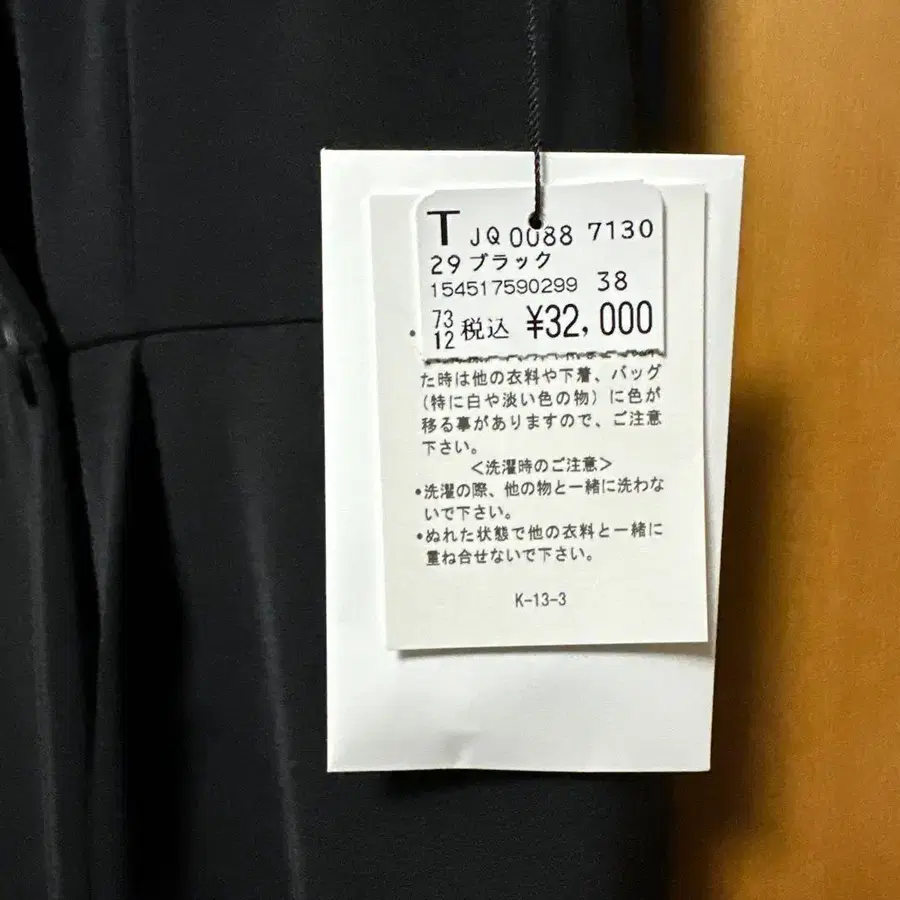 T JQ 0088 7130
29 ブラック
154517590299 38
73
12 税込 ¥32,000
た時は他の衣料や下着、バッグ
(特に白や淡い色の物)に色が
移る事がありますので、ご注意
下さい。
<洗濯時のご注意>
•洗濯の際、他の物と一緒に洗わな
いで下さい。
•ぬれた状態で他の衣料と一緒に
重ね合せないで下さい。
K-13-3